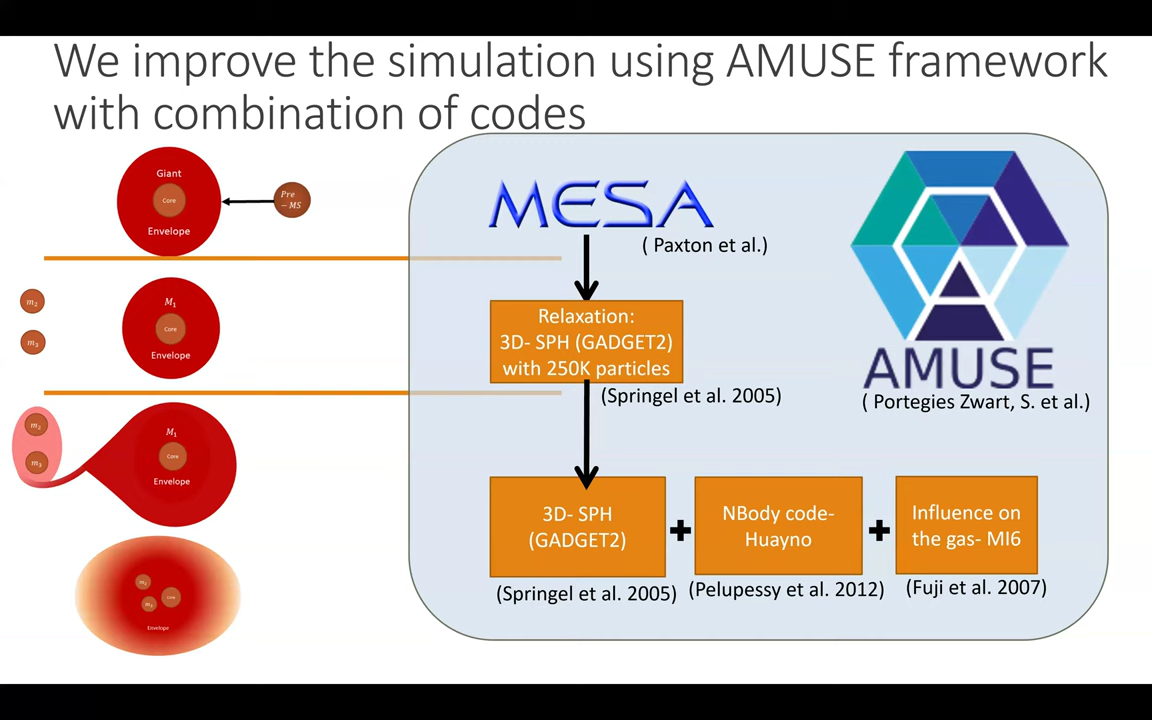 We improve the simulation using AMUSE framework
with combination of codes
Giant
Core
Envelope
Pre
- MS
m₂
m₃
M₁
Core
Envelope
m₂
m₃
M₁
Core
Envelope
m₂
m₃
Core
Envelope
MESA
( Paxton et al.)
Relaxation:
3D- SPH (GADGET2)
with 250K particles
(Springel et al. 2005)
AMUSE
( Portegies Zwart, S. et al.)
3D- SPH
(GADGET2)
+
NBody code-
Huayno
+
Influence on
the gas- MI6
(Springel et al. 2005)
(Pelupessy et al. 2012)
(Fuji et al. 2007)